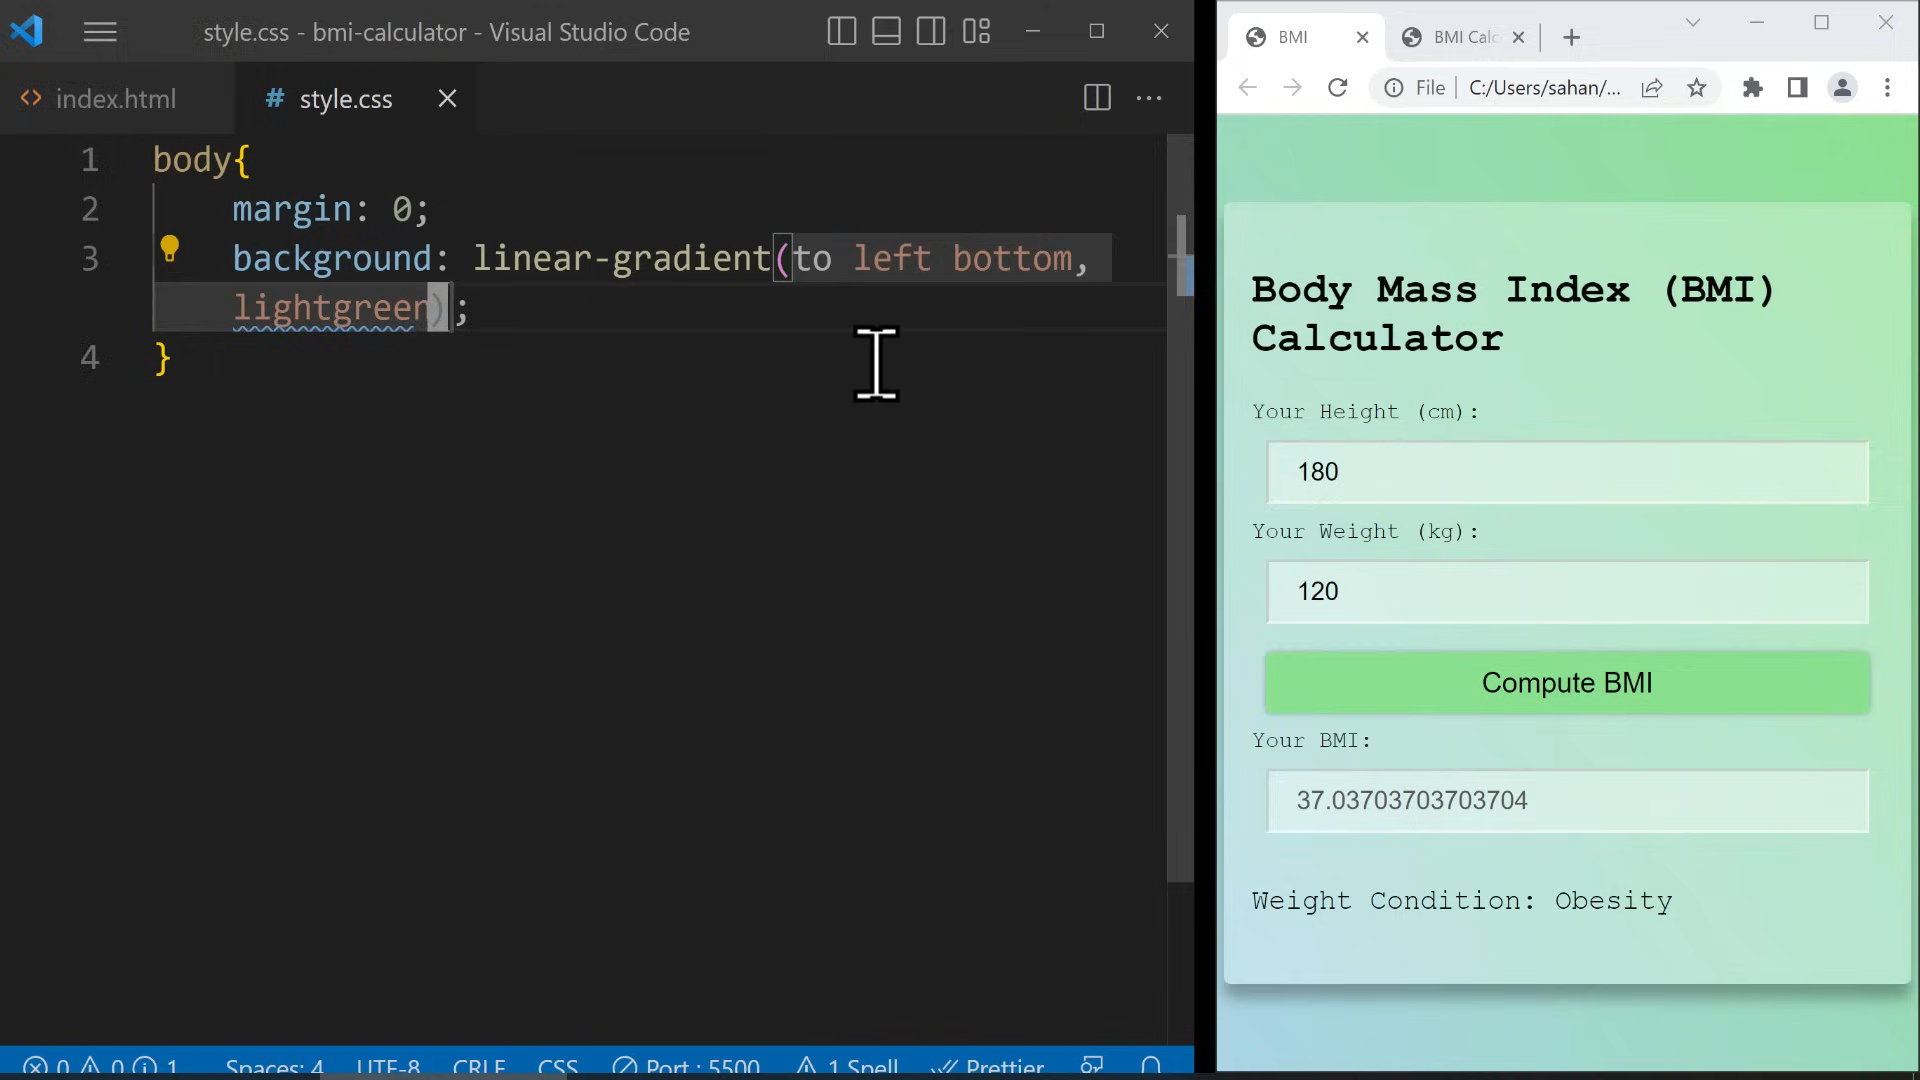 style.css - bmi-calculator - Visual Studio Code
index.html
# style.css
1 body{
2 margin: 0;
3 background: linear-gradient(to left bottom,
lightgreen);
4 }
0 0 1 Spaces: 4 UTF-8 CRLF CSS Port : 5500 1 Spell Prettier
BMI
BMI Calc
File C:/Users/sahan/...
Body Mass Index (BMI)
Calculator
Your Height (cm):
180
Your Weight (kg):
120
Compute BMI
Your BMI:
37.03703703703704
Weight Condition: Obesity